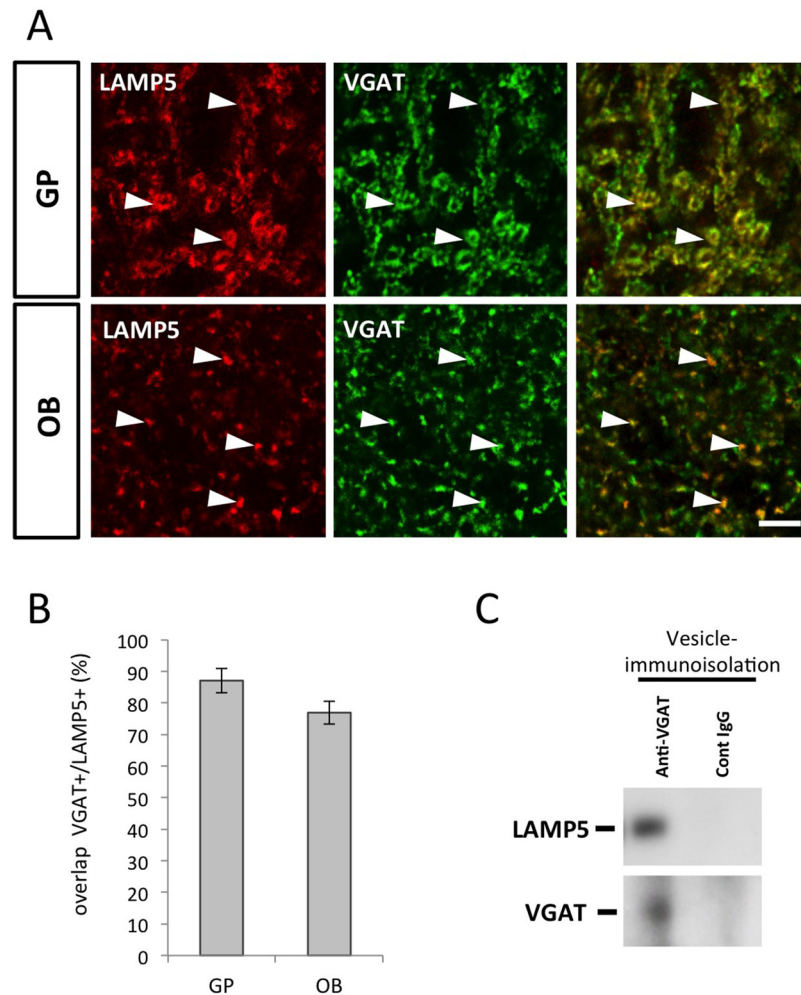 A
GP
LAMP5
VGAT
OB
LAMP5
VGAT
B
overlap VGAT+/LAMP5+ (%)
100
90
80
70
60
50
40
30
20
10
0
GP
OB
C
Vesicle-
immunoisolation
Anti-VGAT
Cont IgG
LAMP5
VGAT